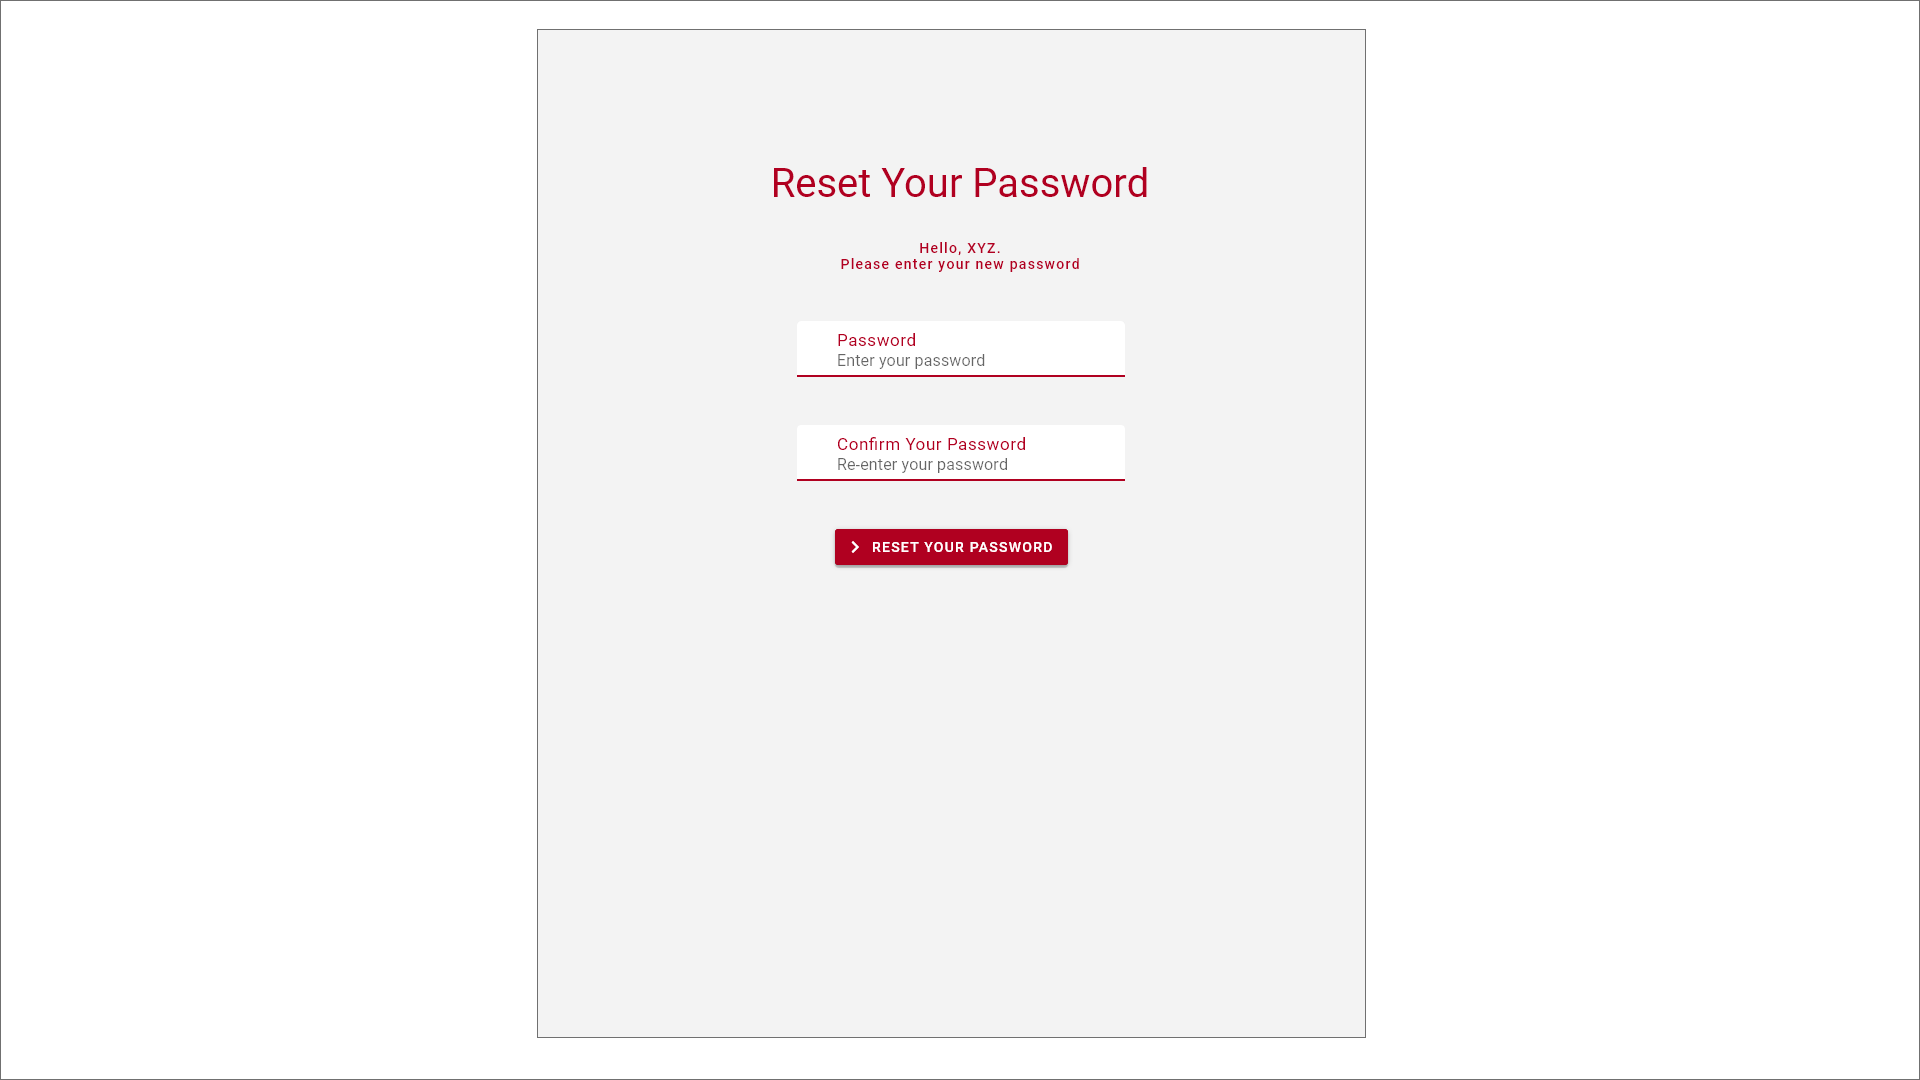 Reset Your Password
Hello, XYZ.
Please enter your new password
Password
Enter your password
Confirm Your Password
Re-enter your password
RESET YOUR PASSWORD